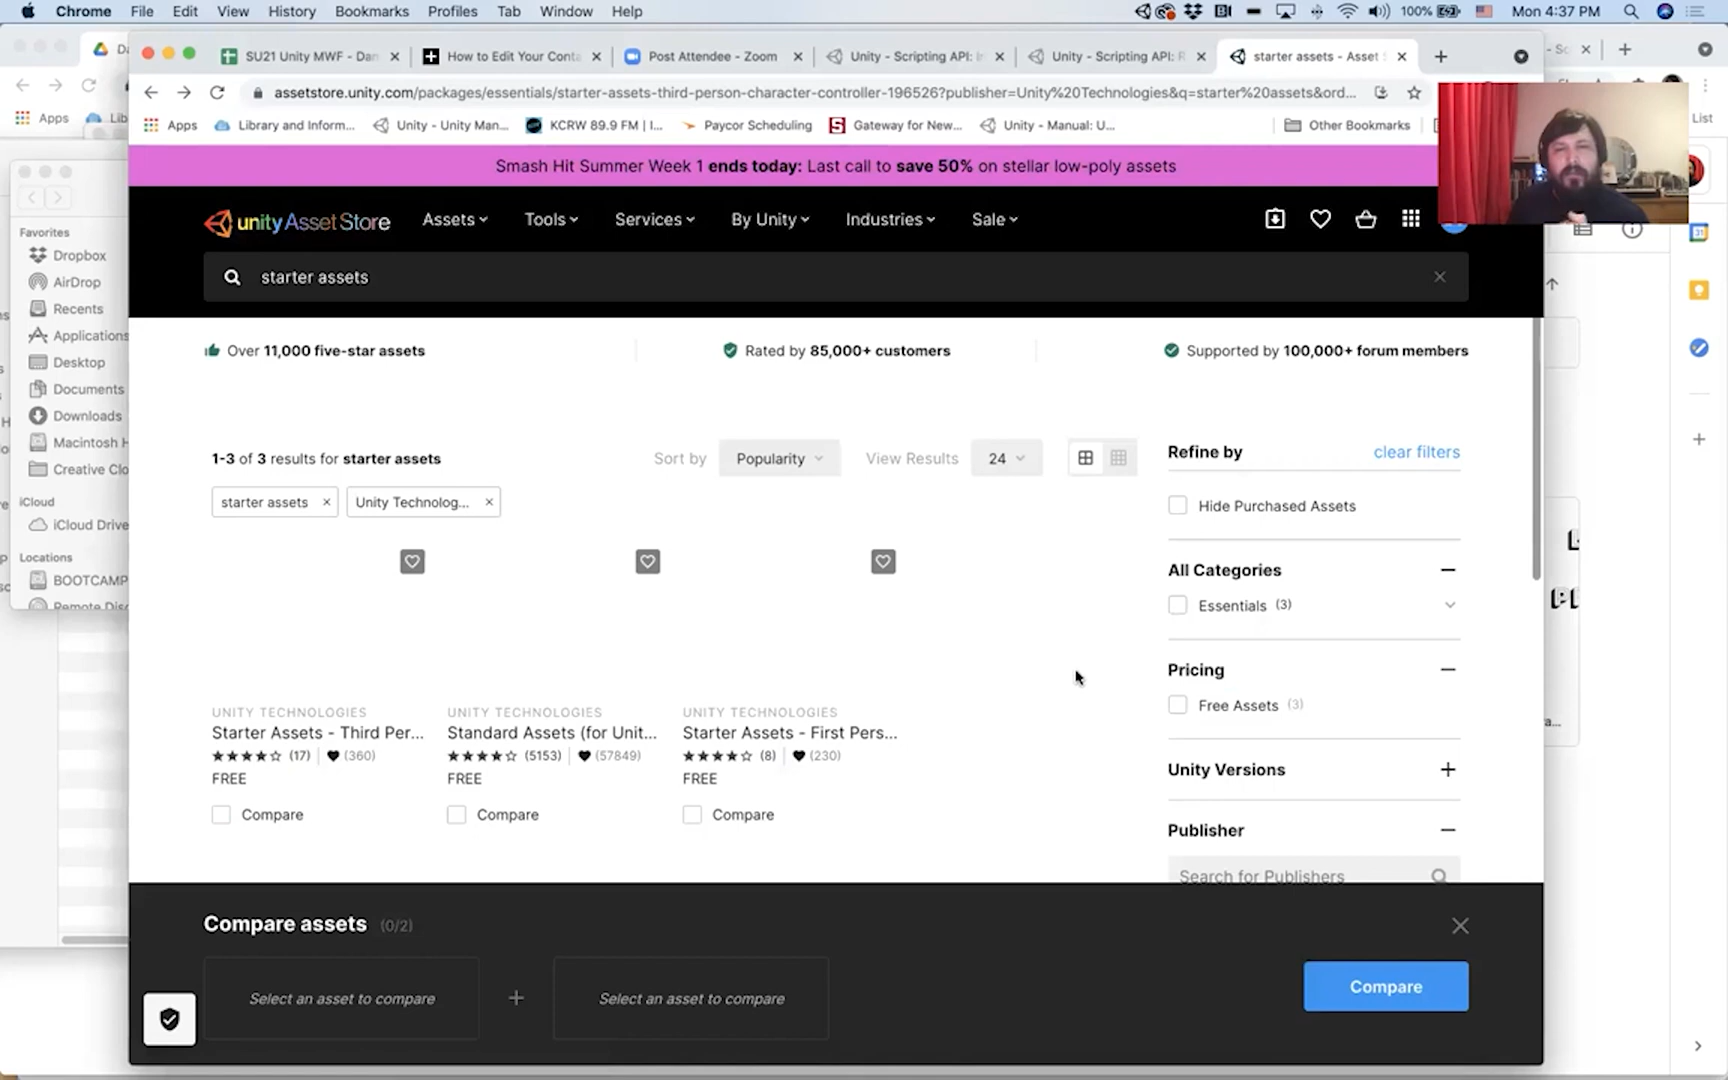 Chrome File Edit View History Bookmarks Profiles Tab Window Help 100% Mon 4:37 PM
SU21 Unity MWF - Dan
How to Edit Your Conta
Post Attendee - Zoom
Unity - Scripting API: In
Unity - Scripting API: R
starter assets - Asset S
assetstore.unity.com/packages/essentials/starter-assets-third-person-character-controller-196526?publisher=Unity%20Technologies&q=starter%20assets&ord...
Apps
Apps Library and Inform... Unity - Unity Man... KCRW 89.9 FM | I... Paycor Scheduling Gateway for New... Unity - Manual: U... Other Bookmarks
List
Smash Hit Summer Week 1 ends today: Last call to save 50% on stellar low-poly assets
unity Asset Store Assets Tools Services By Unity Industries Sale
starter assets
Favorites
Dropbox
AirDrop
Recents
Applications
Desktop
Documents
Downloads
Macintosh H
Creative Clo
iCloud
iCloud Drive
Locations
BOOTCAMP
Remote Disc
Over 11,000 five-star assets
Rated by 85,000+ customers
Supported by 100,000+ forum members
1-3 of 3 results for starter assets
Sort by Popularity View Results 24
starter assets × Unity Technolog... ×
UNITY TECHNOLOGIES
Starter Assets - Third Per...
(17) (360)
FREE
Compare
UNITY TECHNOLOGIES
Standard Assets (for Unit...
(5153) (57849)
FREE
Compare
UNITY TECHNOLOGIES
Starter Assets - First Pers...
(8) (230)
FREE
Compare
Refine by clear filters
Hide Purchased Assets
All Categories
Essentials (3)
Pricing
Free Assets (3)
Unity Versions
Publisher
Search for Publishers
Compare assets (0/2)
Select an asset to compare + Select an asset to compare
Compare